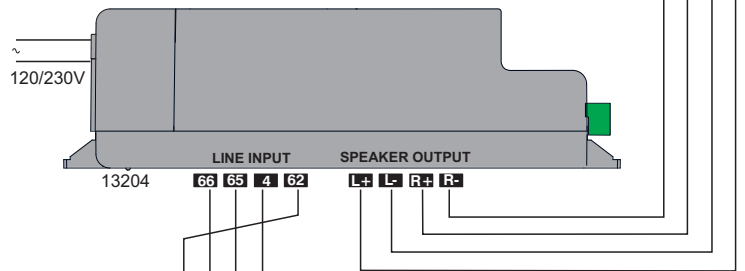 ~
120/230V
LINE INPUT SPEAKER OUTPUT
13204
66 65 4 62 L+ L- R+ R-